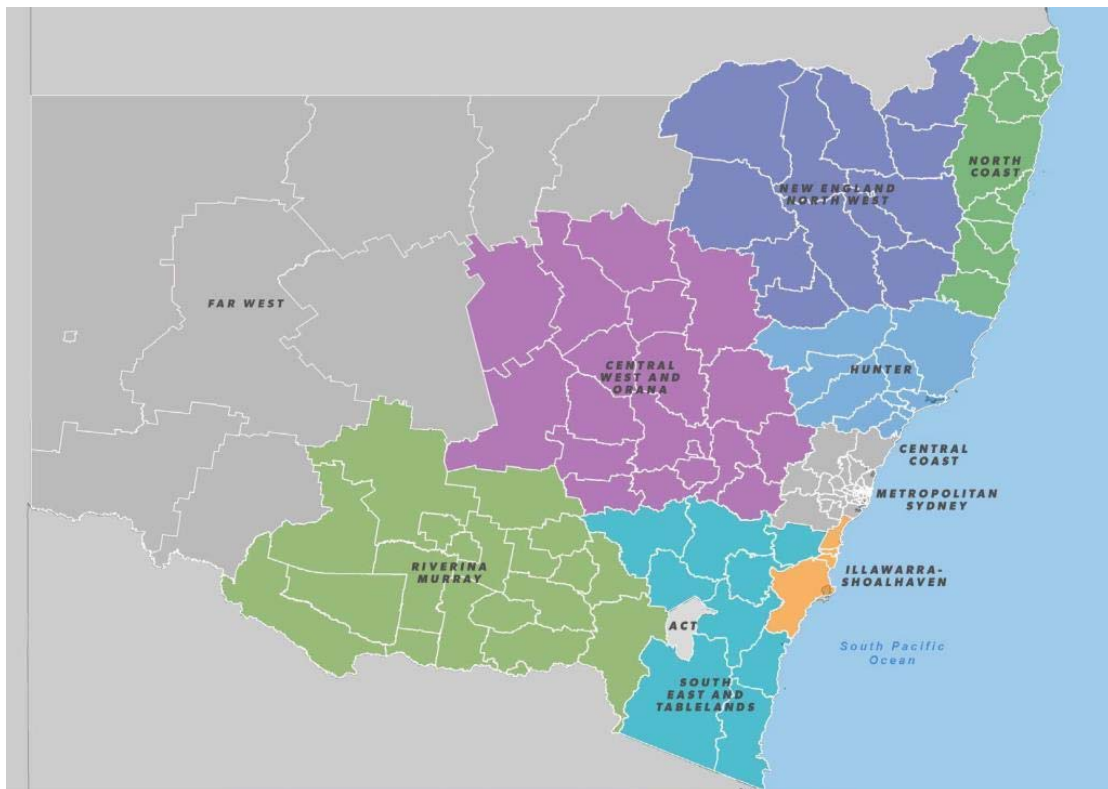 NORTH
COAST
NEW ENGLAND
NORTH WEST
FAR WEST
CENTRAL
WEST AND
ORANA
HUNTER
CENTRAL
COAST
METROPOLITAN
SYDNEY
RIVERINA
MURRAY
ILLAWARRA-
SHOALHAVEN
ACT
South Pacific
Ocean
SOUTH
EAST AND
TABLELANDS